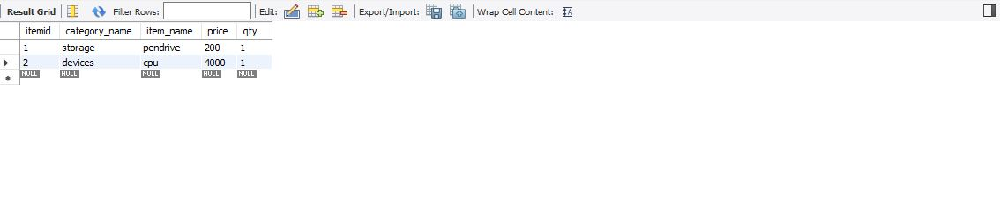 Result Grid Filter Rows: Edit: Export/Import: Wrap Cell Content: IA
itemid category_name item_name price qty
1 storage pendrive 200 1
2 devices cpu 4000 1
NULL NULL NULL NULL NULL